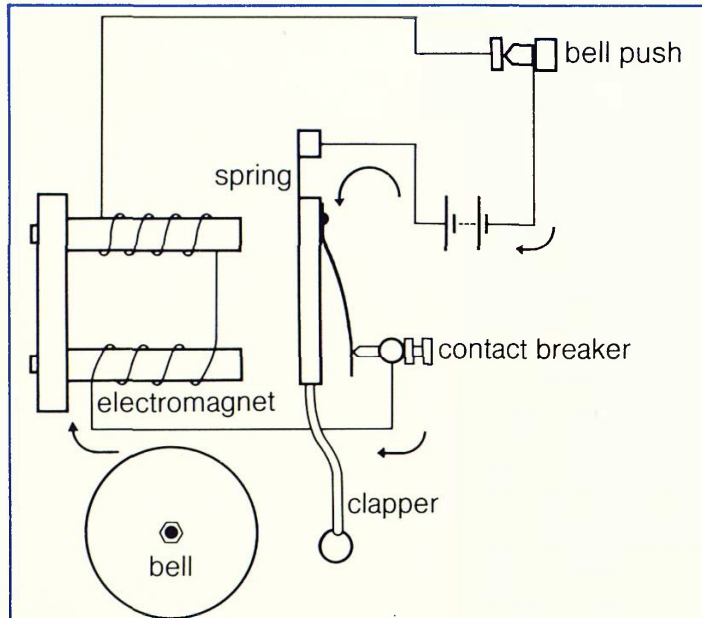 bell push
spring
contact breaker
electromagnet
clapper
bell